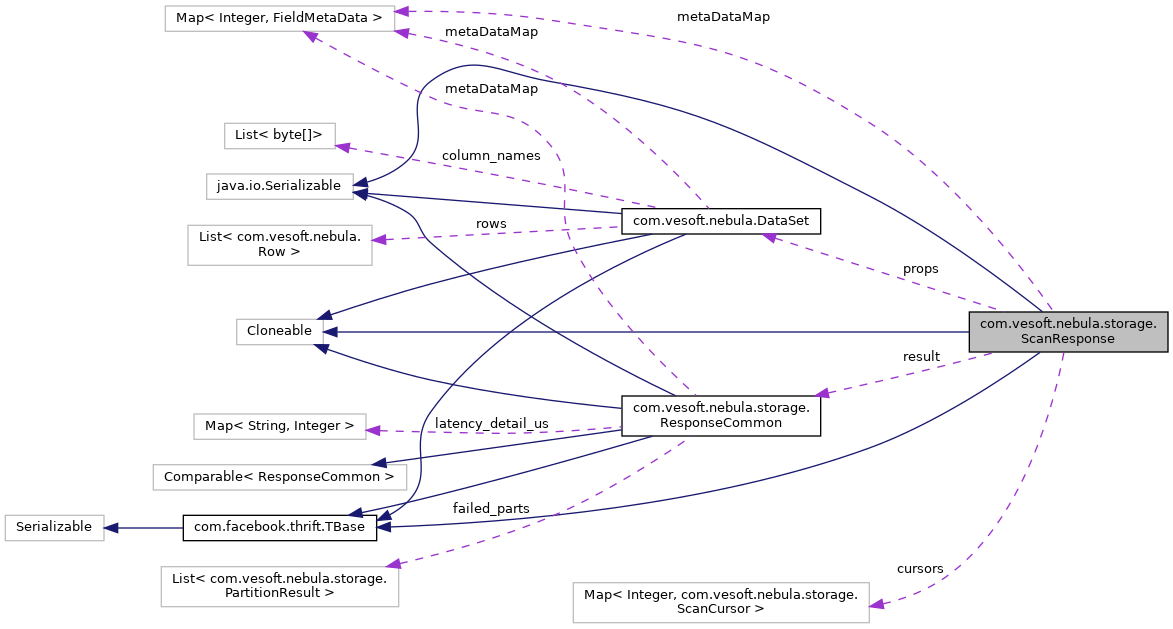 Map< Integer, FieldMetaData >
metaDataMap
metaDataMap
metaDataMap
List< byte[]>
column_names
java.io.Serializable
com.vesoft.nebula.DataSet
rows
List< com.vesoft.nebula.
Row >
props
Cloneable
com.vesoft.nebula.storage.
ScanResponse
result
com.vesoft.nebula.storage.
ResponseCommon
Map< String, Integer >
latency_detail_us
Comparable< ResponseCommon >
failed_parts
Serializable
com.facebook.thrift.TBase
cursors
List< com.vesoft.nebula.storage.
PartitionResult >
Map< Integer, com.vesoft.nebula.storage.
ScanCursor >